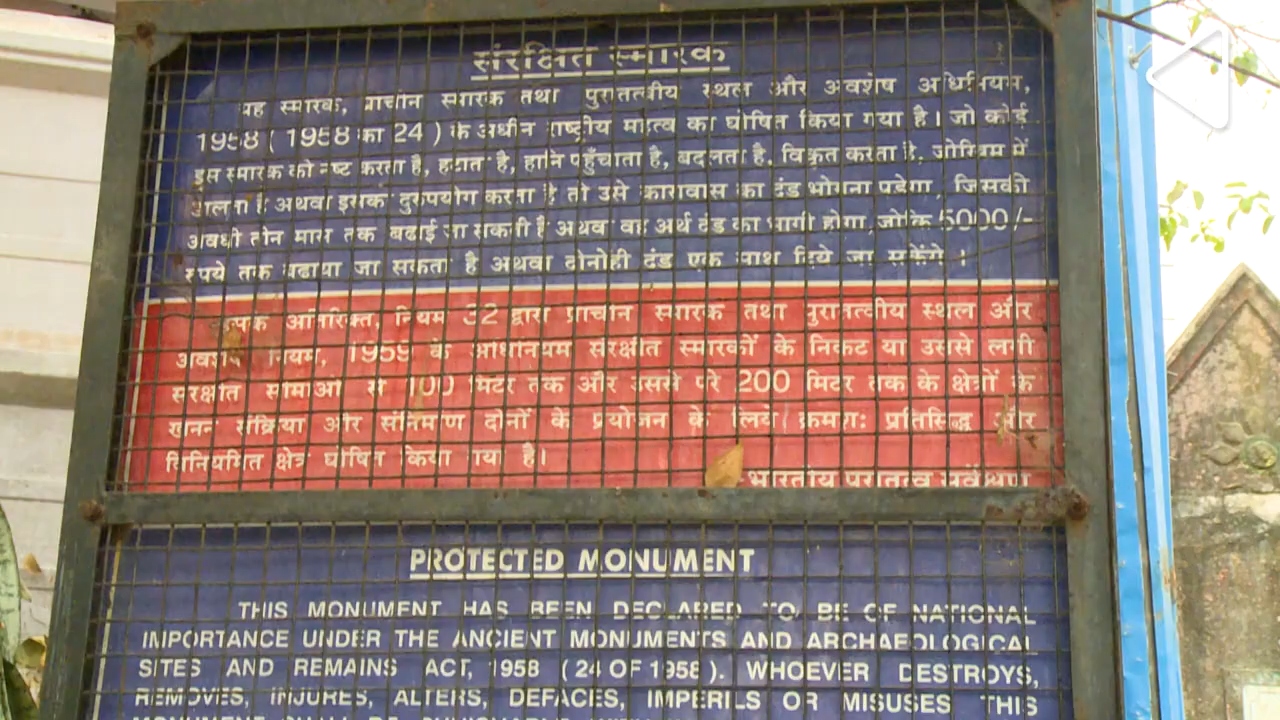 संरक्षित स्मारक
यह स्मारक, प्राचीन स्मारक तथा पुरातत्वीय स्थल और अवशेष अधिनियम,
1958 ( 1958 का 24 ) के अधीन राष्ट्रीय महत्व का घोषित किया गया है। जो कोई
इस स्मारक को नष्ट करता है, हटाता है, हानि पहुँचाता है, बदलता है, विकृत करता है, जोखिम में
डालता है अथवा इसका दुरुपयोग करता है तो उसे कारावास का दंड भोगना पडेगा, जिसकी
अवधी तीन मास तक बढाई जा सकती है अथवा वह अर्थ दंड का भागी होगा, जोकि 5000/-
रुपये तक बढाया जा सकता है अथवा दोनोही दंड एक साथ दिये जा सकेंगे ।
नियम 32 द्वारा प्राचीन स्मारक तथा पुरातत्वीय स्थल और
अवशेष नियम, 1959 के अधिनियम संरक्षीत स्मारकों के निकट या उससे लगी
संरक्षीत सीमाओं से 100 मिटर तक और उससे परे 200 मिटर तक के क्षेत्रों के
खनन संक्रिया और संनिर्माण दोनों के प्रयोजन के लिये क्रमशः प्रतिसिद्ध और
विनियमित क्षेत्र घोषित किया गया है।
भारतीय पुरातत्व सर्वेक्षण
PROTECTED MONUMENT
THIS MONUMENT HAS BEEN DECLARED TO BE OF NATIONAL
IMPORTANCE UNDER THE ANCIENT MONUMENTS AND ARCHAEOLOGICAL
SITES AND REMAINS ACT, 1958 ( 24 OF 1958 ). WHOEVER DESTROYS,
REMOVES, INJURES, ALTERS, DEFACES, IMPERILS OR MISUSES THIS